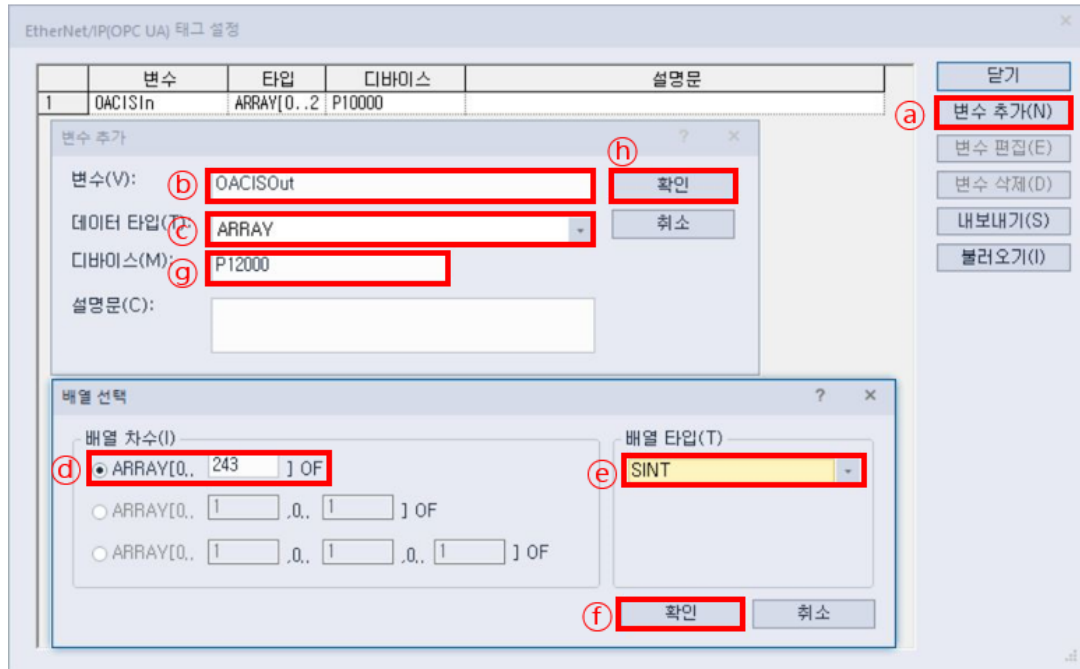 EtherNet/IP(OPC UA) 태그 설정
변수 타입 디바이스 설명문
1 OACISIn ARRAY[0..2 P10000
닫기
ⓐ 변수 추가(N)
변수 편집(E)
변수 삭제(D)
내보내기(S)
불러오기(I)
변수 추가
변수(V): ⓑ OACISOut
ⓗ 확인
데이터 타입(T): ⓒ ARRAY
취소
디바이스(M): ⓖ P12000
설명문(C):
배열 선택
배열 차수(I)
ⓓ ARRAY[0,, 243 ] OF
ARRAY[0,, 1 ,0,, 1 ] OF
ARRAY[0,, 1 ,0,, 1 ,0,, 1 ] OF
배열 타입(T)
ⓔ SINT
ⓕ 확인
취소